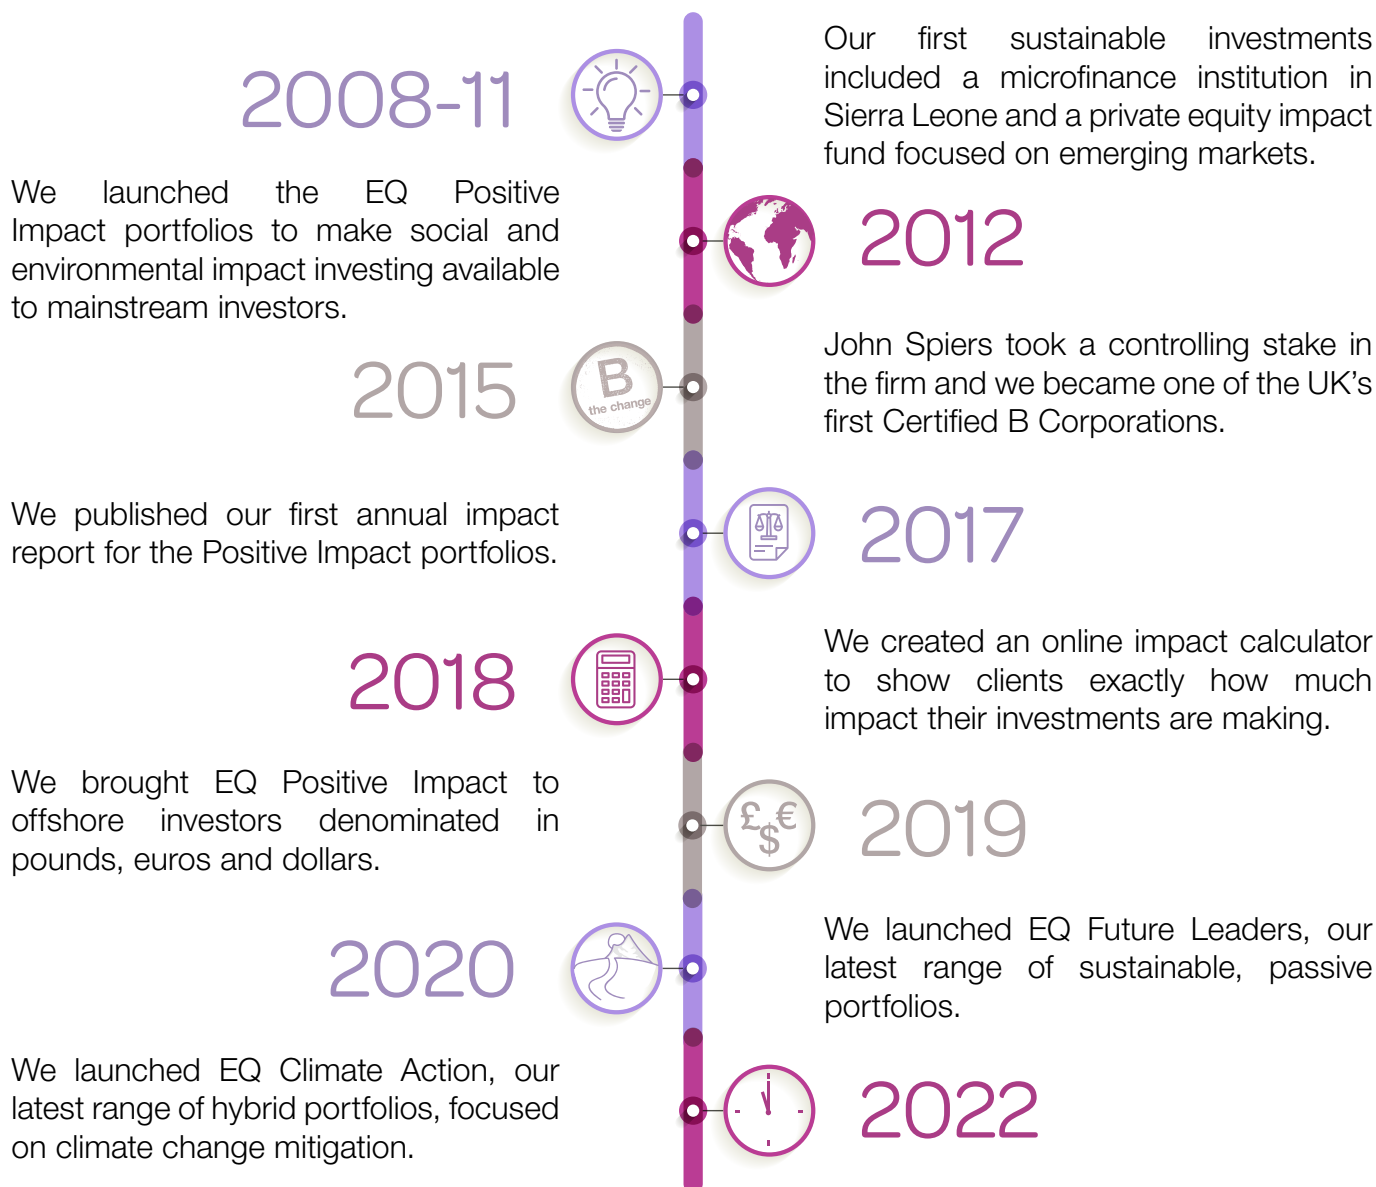 2008-11
Our first sustainable investments
included a microfinance institution in
Sierra Leone and a private equity impact
fund focused on emerging markets.
We launched the EQ Positive
Impact portfolios to make social and
environmental impact investing available
to mainstream investors.
2012
2015
B
the change
John Spiers took a controlling stake in
the firm and we became one of the UK’s
first Certified B Corporations.
We published our first annual impact
report for the Positive Impact portfolios.
2017
2018
We created an online impact calculator
to show clients exactly how much
impact their investments are making.
We brought EQ Positive Impact to
offshore investors denominated in
pounds, euros and dollars.
£ $ €
2019
2020
We launched EQ Future Leaders, our
latest range of sustainable, passive
portfolios.
We launched EQ Climate Action, our
latest range of hybrid portfolios, focused
on climate change mitigation.
2022